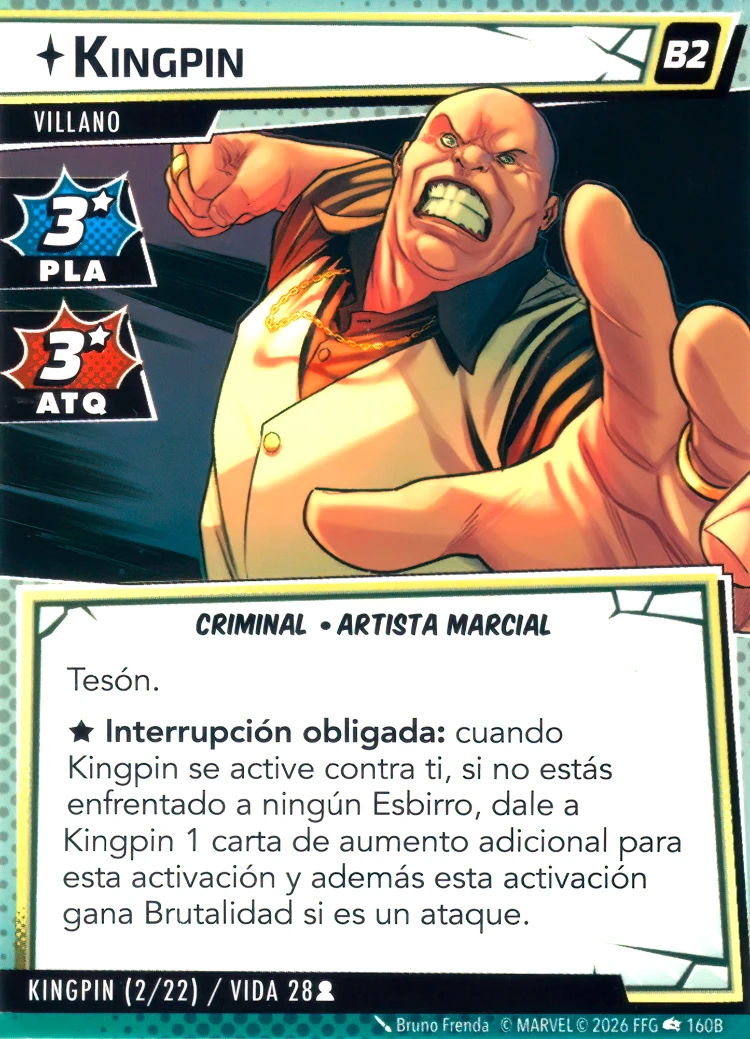 KINGPIN
B2
VILLANO
3
PLA
3
ATQ
CRIMINAL • ARTISTA MARCIAL
Tesón.
★ Interrupción obligada: cuando
Kingpin se active contra ti, si no estás
enfrentado a ningún Esbirro, dale a
Kingpin 1 carta de aumento adicional para
esta activación y además esta activación
gana Brutalidad si es un ataque.
KINGPIN (2/22) / VIDA 28
Bruno Frenda © MARVEL © 2026 FFG 160B